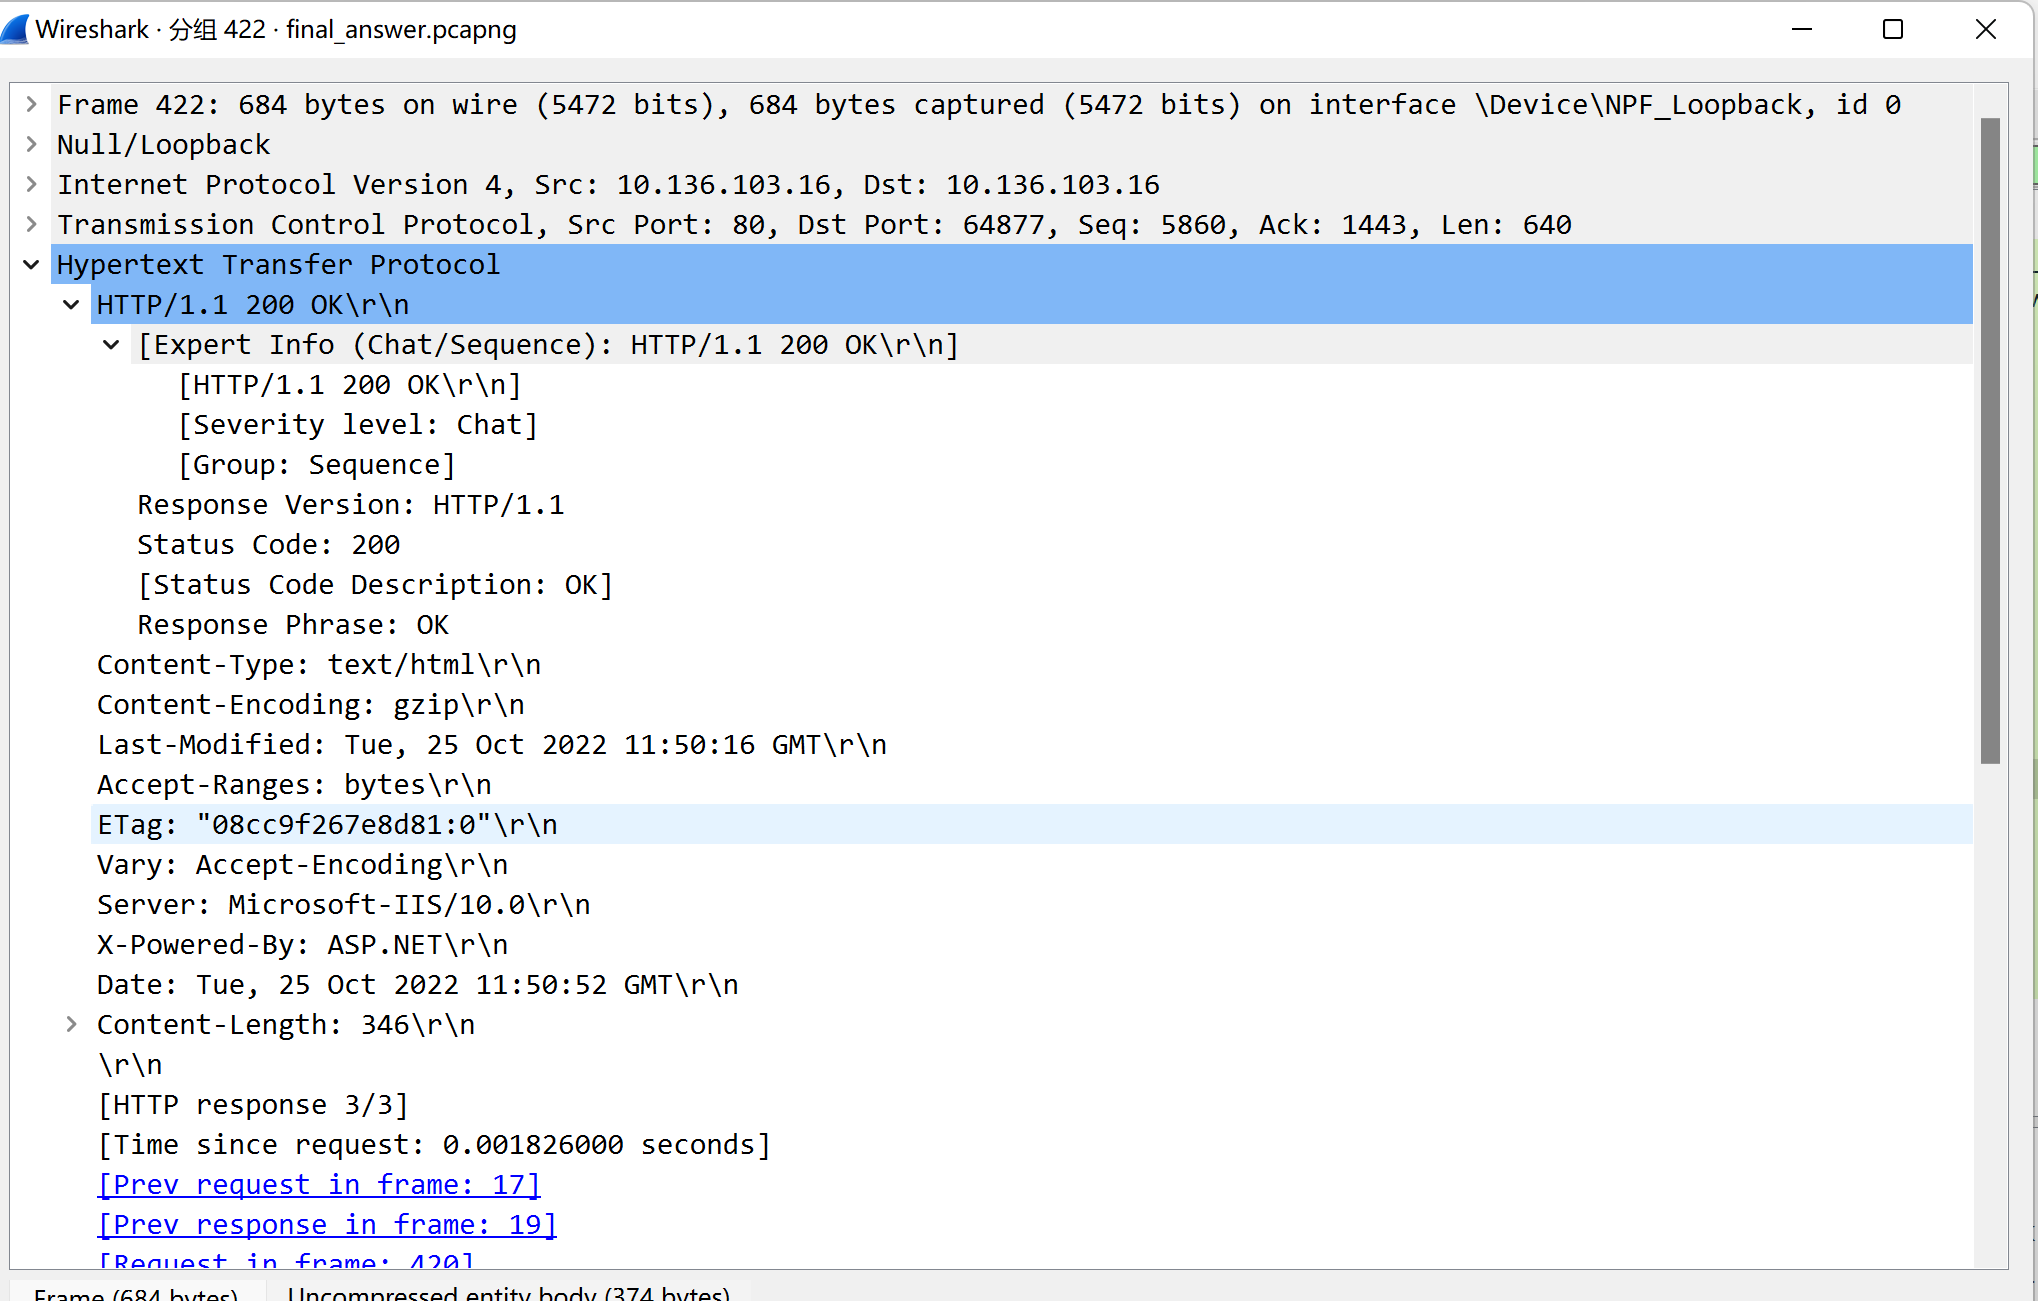 Wireshark · 分组 422 · final_answer.pcapng
Frame 422: 684 bytes on wire (5472 bits), 684 bytes captured (5472 bits) on interface \Device\NPF_Loopback, id 0
Null/Loopback
Internet Protocol Version 4, Src: 10.136.103.16, Dst: 10.136.103.16
Transmission Control Protocol, Src Port: 80, Dst Port: 64877, Seq: 5860, Ack: 1443, Len: 640
Hypertext Transfer Protocol
HTTP/1.1 200 OK\r\n
[Expert Info (Chat/Sequence): HTTP/1.1 200 OK\r\n]
[HTTP/1.1 200 OK\r\n]
[Severity level: Chat]
[Group: Sequence]
Response Version: HTTP/1.1
Status Code: 200
[Status Code Description: OK]
Response Phrase: OK
Content-Type: text/html\r\n
Content-Encoding: gzip\r\n
Last-Modified: Tue, 25 Oct 2022 11:50:16 GMT\r\n
Accept-Ranges: bytes\r\n
ETag: "08cc9f267e8d81:0"\r\n
Vary: Accept-Encoding\r\n
Server: Microsoft-IIS/10.0\r\n
X-Powered-By: ASP.NET\r\n
Date: Tue, 25 Oct 2022 11:50:52 GMT\r\n
Content-Length: 346\r\n
\r\n
[HTTP response 3/3]
[Time since request: 0.001826000 seconds]
[Prev request in frame: 17]
[Prev response in frame: 19]
[Request in frame: 420]
Frame (684 bytes) Uncompressed entity body (374 bytes)